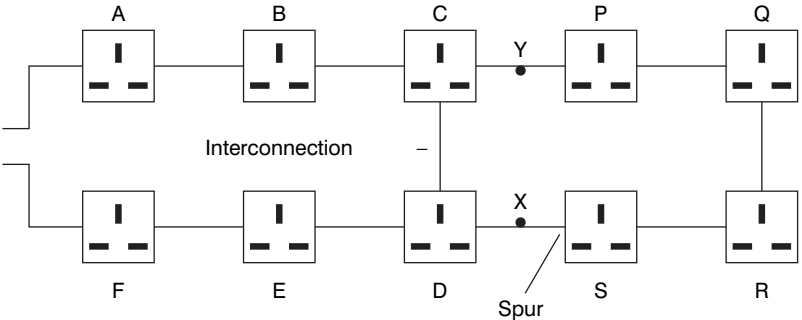 A B C P Q
Y
Interconnection
X
F E D S R
Spur